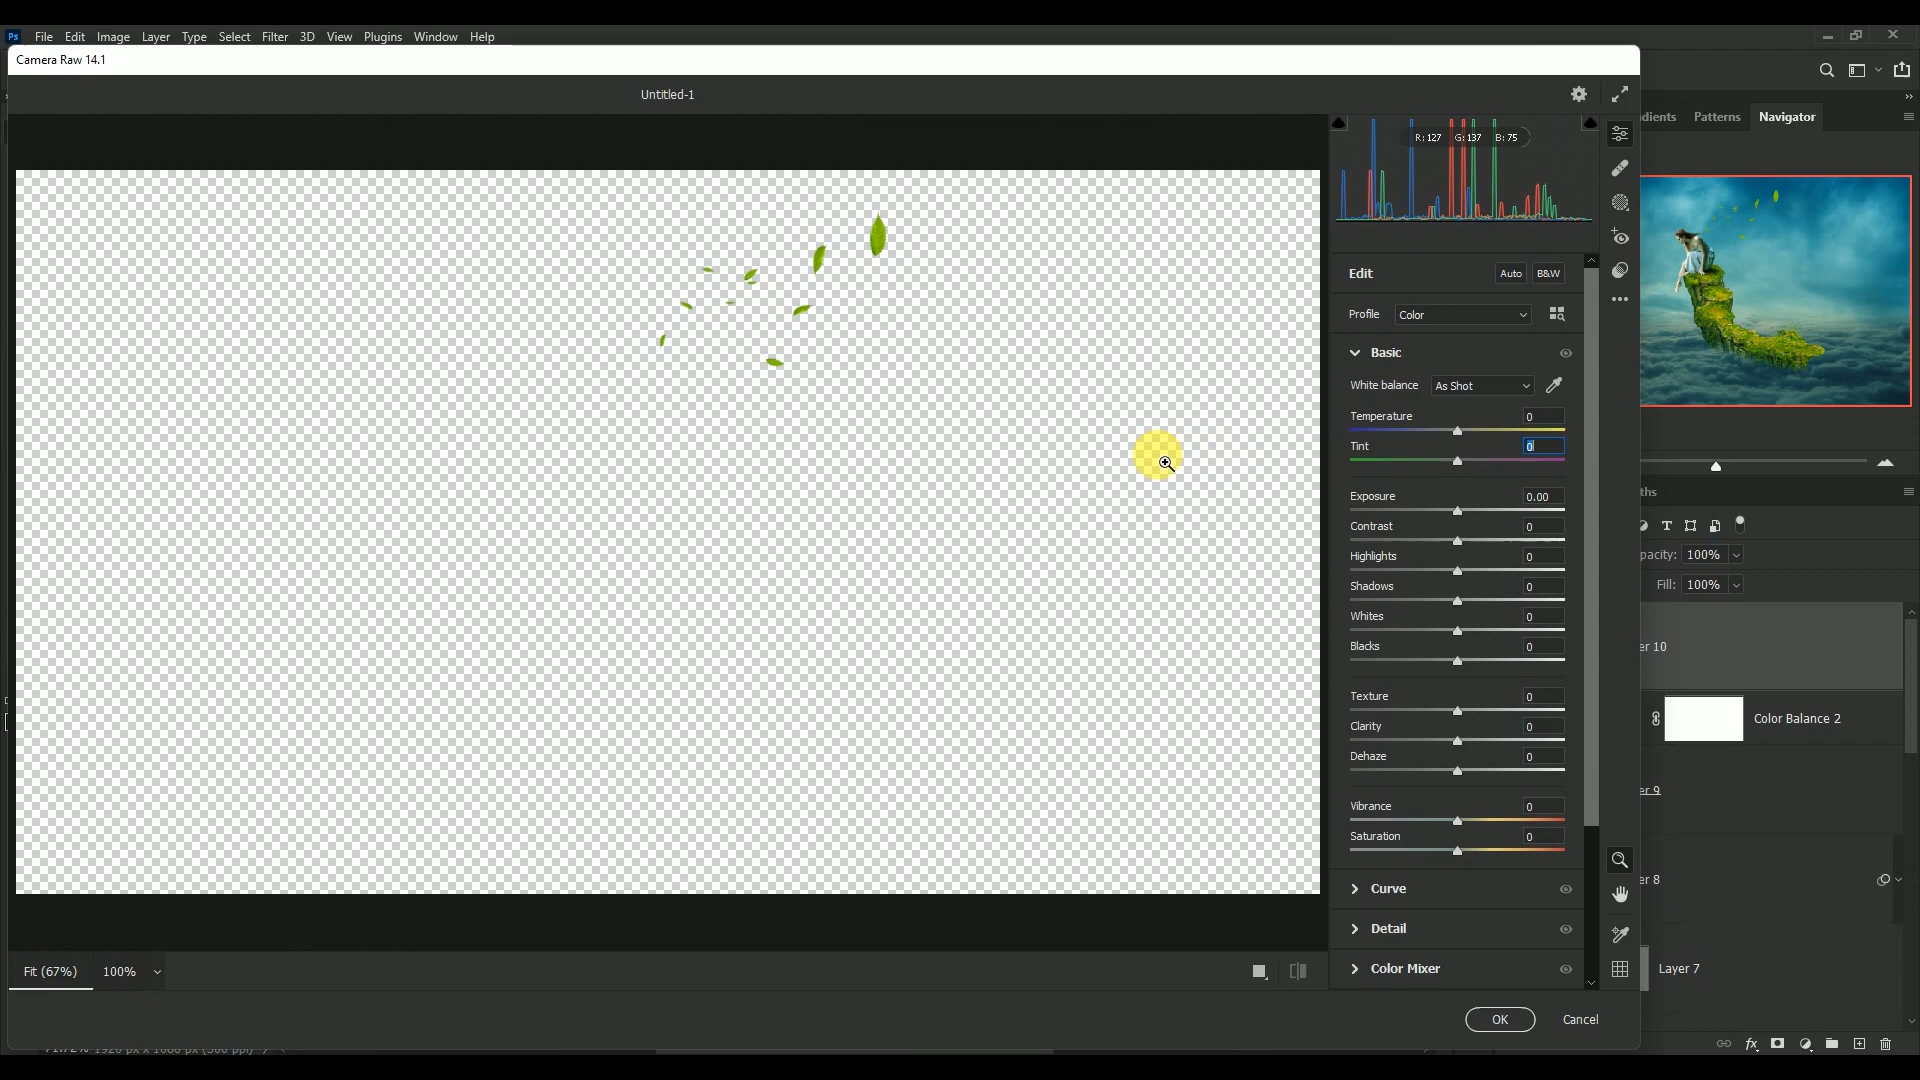 Ps File Edit Image Layer Type Select Filter 3D View Plugins Window Help
Camera Raw 14.1
Untitled-1
R: 127 G: 137 B: 75
dients Patterns Navigator
Edit Auto B&W
Profile Color
Basic
White balance As Shot
Temperature 0
Tint 0
Exposure 0.00
Contrast 0
Highlights 0
Shadows 0
Whites 0
Blacks 0
Texture 0
Clarity 0
Dehaze 0
Vibrance 0
Saturation 0
Curve
Detail
Color Mixer
ths
pacity: 100%
Fill: 100%
er 10
Color Balance 2
er 9
er 8
Layer 7
Fit (67%) 100%
OK Cancel